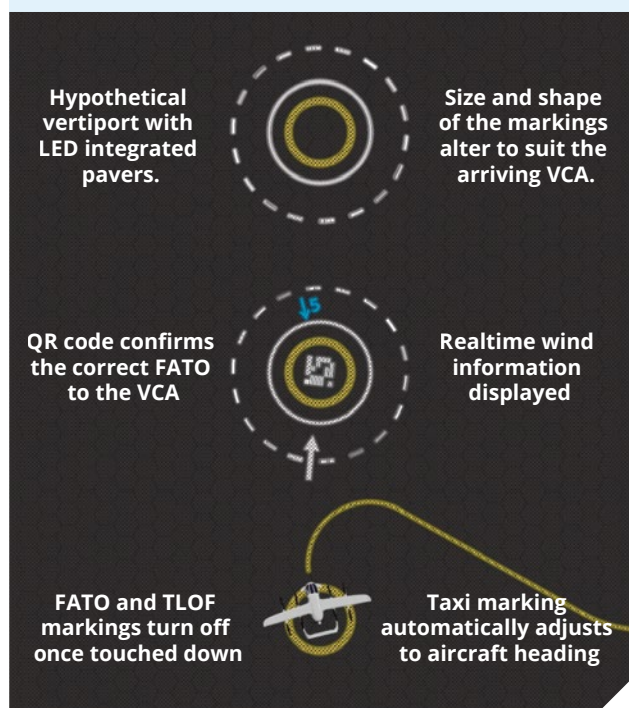 Hypothetical
vertiport with
LED integrated
pavers.
Size and shape
of the markings
alter to suit the
arriving VCA.
5
QR code confirms
the correct FATO
to the VCA
Realtime wind
information
displayed
FATO and TLOF
markings turn off
once touched down
Taxi marking
automatically adjusts
to aircraft heading